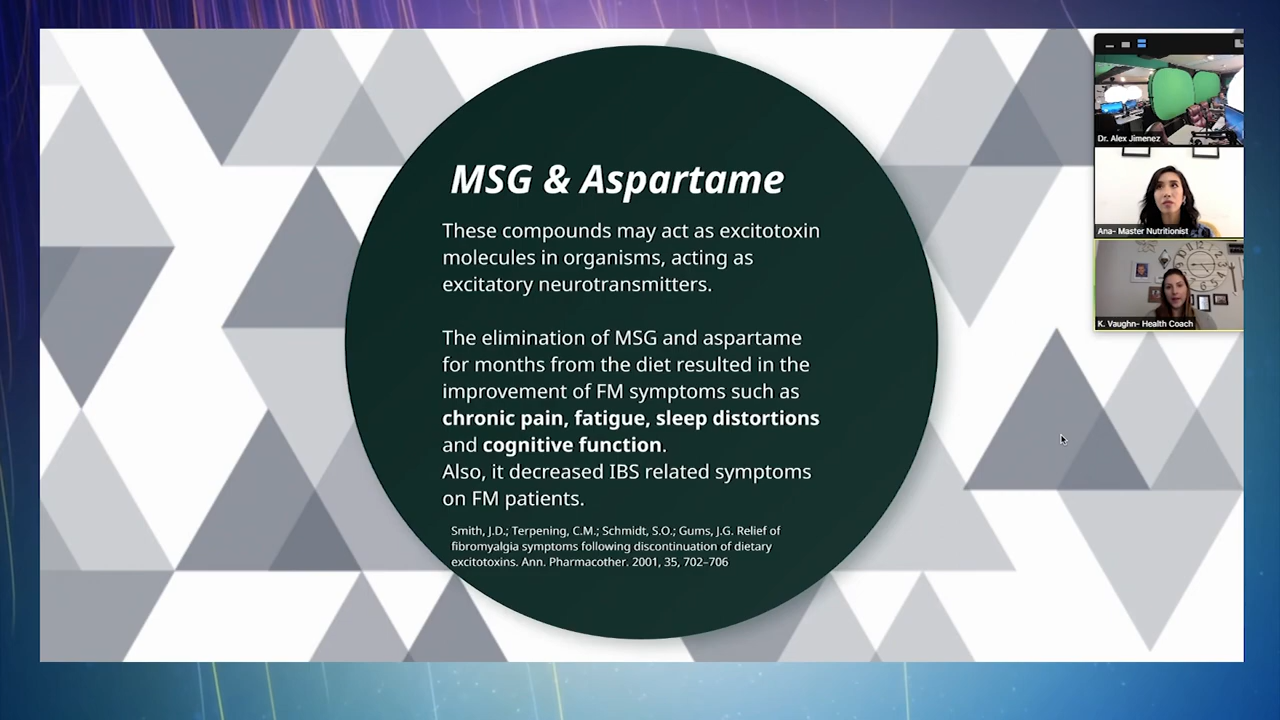 MSG & Aspartame
These compounds may act as excitotoxin
molecules in organisms, acting as
excitatory neurotransmitters.
The elimination of MSG and aspartame
for months from the diet resulted in the
improvement of FM symptoms such as
chronic pain, fatigue, sleep distortions
and cognitive function.
Also, it decreased IBS related symptoms
on FM patients.
Smith, J.D.; Terpening, C.M.; Schmidt, S.O.; Gums, J.G. Relief of
fibromyalgia symptoms following discontinuation of dietary
excitotoxins. Ann. Pharmacother. 2001, 35, 702–706
Dr. Alex Jimenez
Ana- Master Nutritionist
K. Vaughn- Health Coach